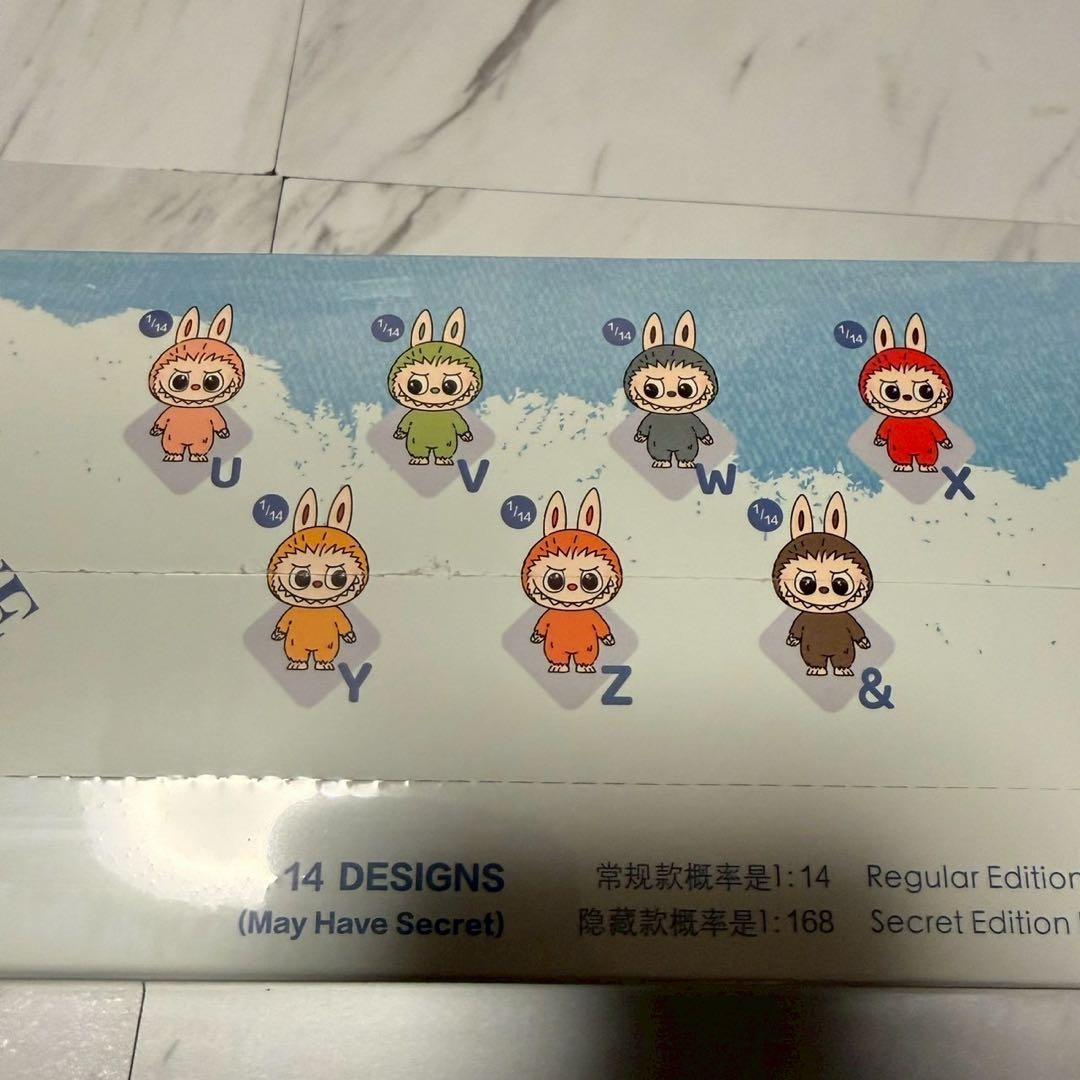 1/14 1/14 1/14 1/14
U V W X
1/14 1/14 1/14
Y Z &
14 DESIGNS
(May Have Secret)
常规款概率是1:14 Regular Edition
隐藏款概率是1:168 Secret Edition